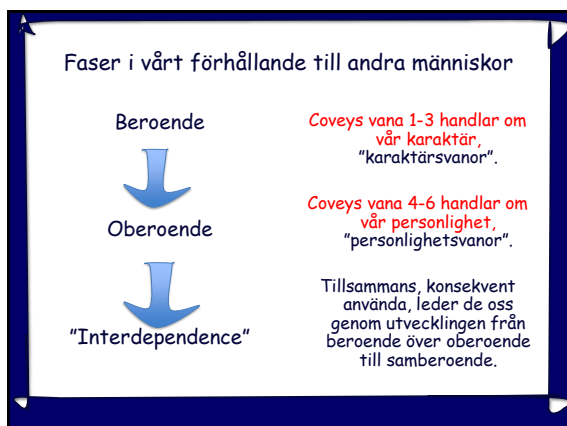 Faser i vårt förhållande till andra människor
Beroende
Oberoende
"Interdependence"
Coveys vana 1-3 handlar om
vår karaktär,
"karaktärsvanor".
Coveys vana 4-6 handlar om
vår personlighet,
"personlighetsvanor".
Tillsammans, konsekvent
använda, leder de oss
genom utvecklingen från
beroende över oberoende
till samberoende.